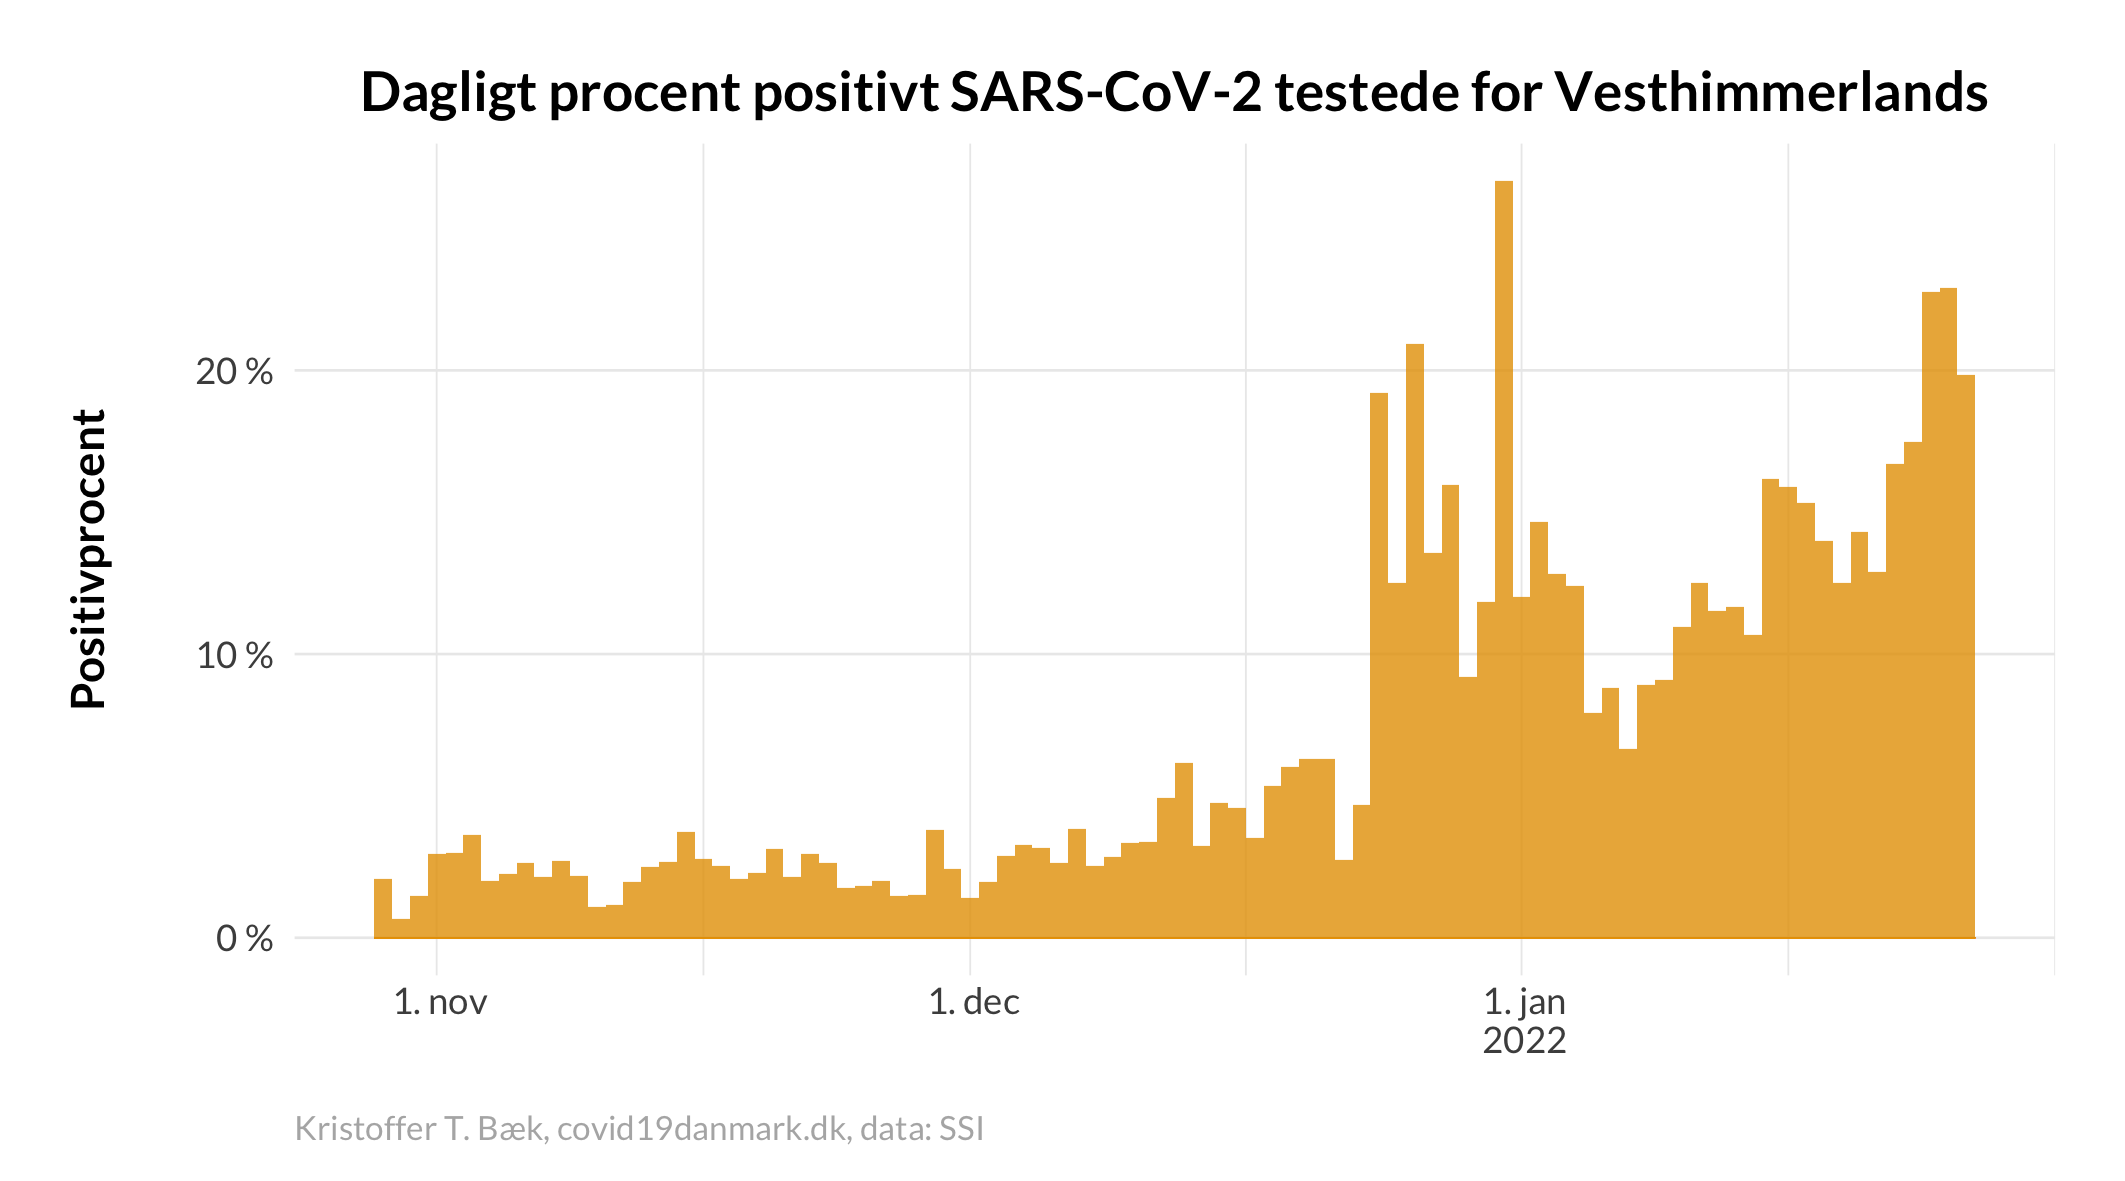 Dagligt procent positivt SARS-CoV-2 testede for Vesthimmerlands
Positivprocent
20 %
10 %
0 %
1. nov
1. dec
1. jan
2022
Kristoffer T. Bæk, covid19danmark.dk, data: SSI